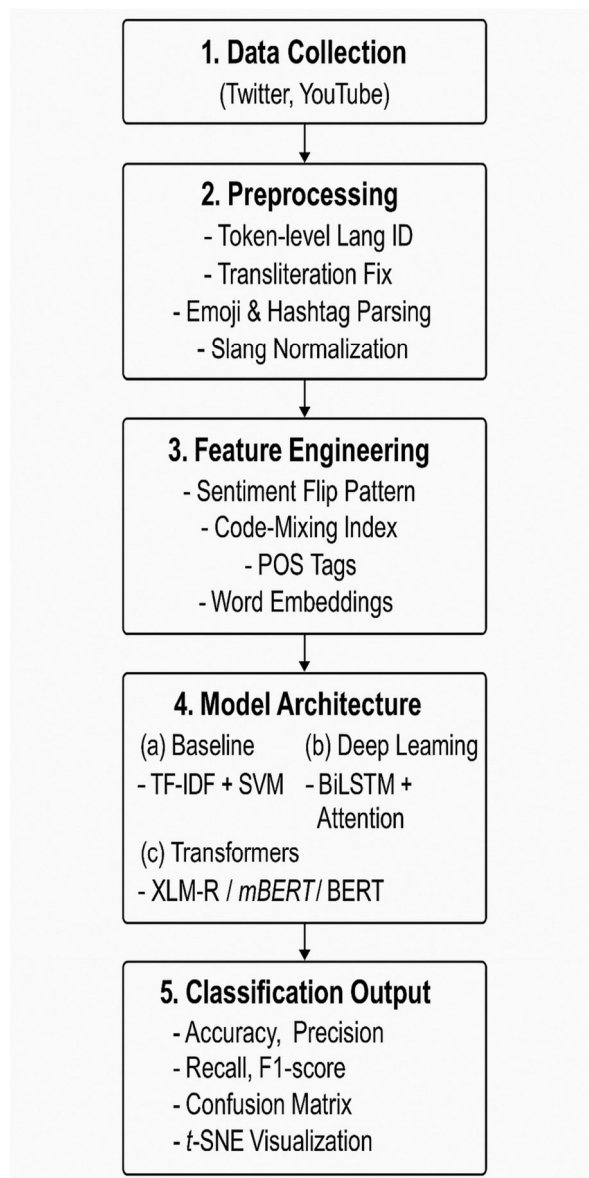 1. Data Collection
(Twitter, YouTube)
2. Preprocessing
- Token-level Lang ID
- Transliteration Fix
- Emoji & Hashtag Parsing
- Slang Normalization
3. Feature Engineering
- Sentiment Flip Pattern
- Code-Mixing Index
- POS Tags
- Word Embeddings
4. Model Architecture
(a) Baseline (b) Deep Leaming
- TF-IDF + SVM - BiLSTM +
Attention
(c) Transformers
- XLM-R / mBERT/ BERT
5. Classification Output
- Accuracy, Precision
- Recall, F1-score
- Confusion Matrix
- t-SNE Visualization